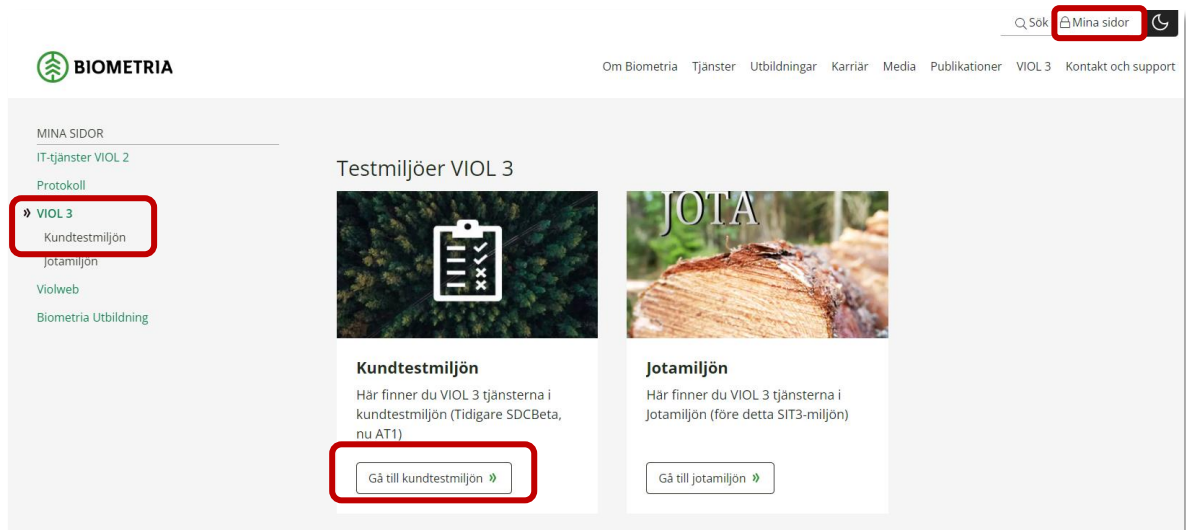 Sök Mina sidor
BIOMETRIA
Om Biometria Tjänster Utbildningar Karriär Media Publikationer VIOL 3 Kontakt och support
MINA SIDOR
IT-tjänster VIOL 2
Protokoll
» VIOL 3
Kundtestmiljön
Jotamiljön
Violweb
Biometria Utbildning
Testmiljöer VIOL 3
JOTA
Kundtestmiljön
Här finner du VIOL 3 tjänsterna i
kundtestmiljön (Tidigare SDCBeta,
nu AT1)
Gå till kundtestmiljön »
Jotamiljön
Här finner du VIOL 3 tjänsterna i
Jotamiljön (före detta SIT3-miljön)
Gå till jotamiljön »